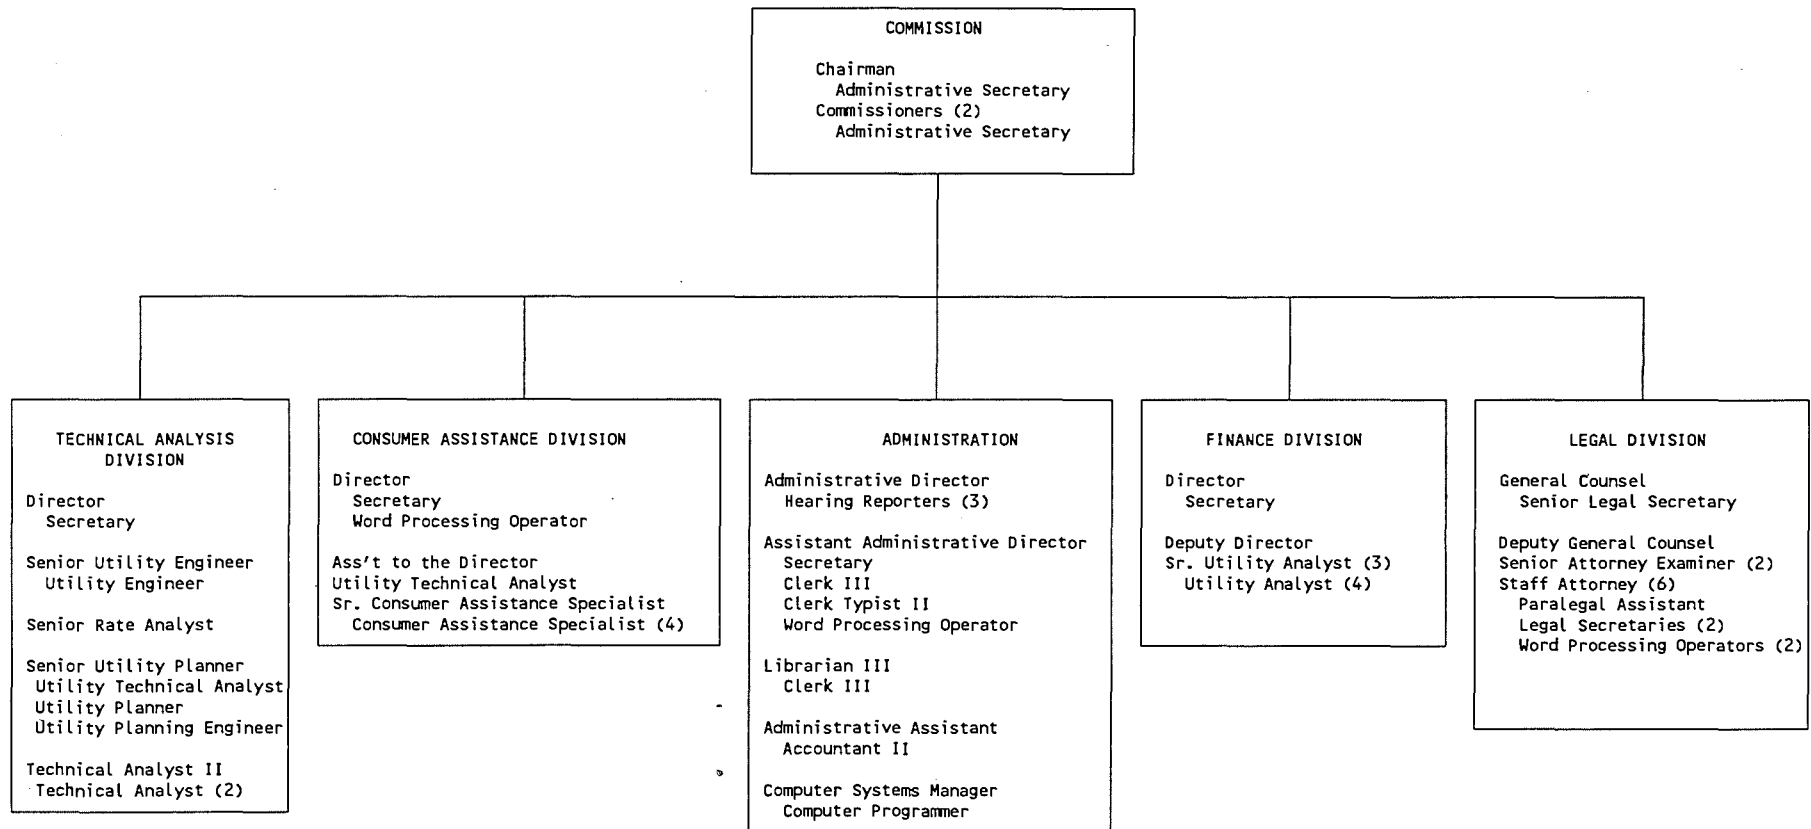 COMMISSION
Chairman
Administrative Secretary
Commissioners (2)
Administrative Secretary
TECHNICAL ANALYSIS
DIVISION
Director
Secretary
Senior Utility Engineer
Utility Engineer
Senior Rate Analyst
Senior Utility Planner
Utility Technical Analyst
Utility Planner
Utility Planning Engineer
Technical Analyst II
Technical Analyst (2)
CONSUMER ASSISTANCE DIVISION
Director
Secretary
Word Processing Operator
Ass't to the Director
Utility Technical Analyst
Sr. Consumer Assistance Specialist
Consumer Assistance Specialist (4)
ADMINISTRATION
Administrative Director
Hearing Reporters (3)
Assistant Administrative Director
Secretary
Clerk III
Clerk Typist II
Word Processing Operator
Librarian III
Clerk III
Administrative Assistant
Accountant II
Computer Systems Manager
Computer Programmer
FINANCE DIVISION
Director
Secretary
Deputy Director
Sr. Utility Analyst (3)
Utility Analyst (4)
LEGAL DIVISION
General Counsel
Senior Legal Secretary
Deputy General Counsel
Senior Attorney Examiner (2)
Staff Attorney (6)
Paralegal Assistant
Legal Secretaries (2)
Word Processing Operators (2)